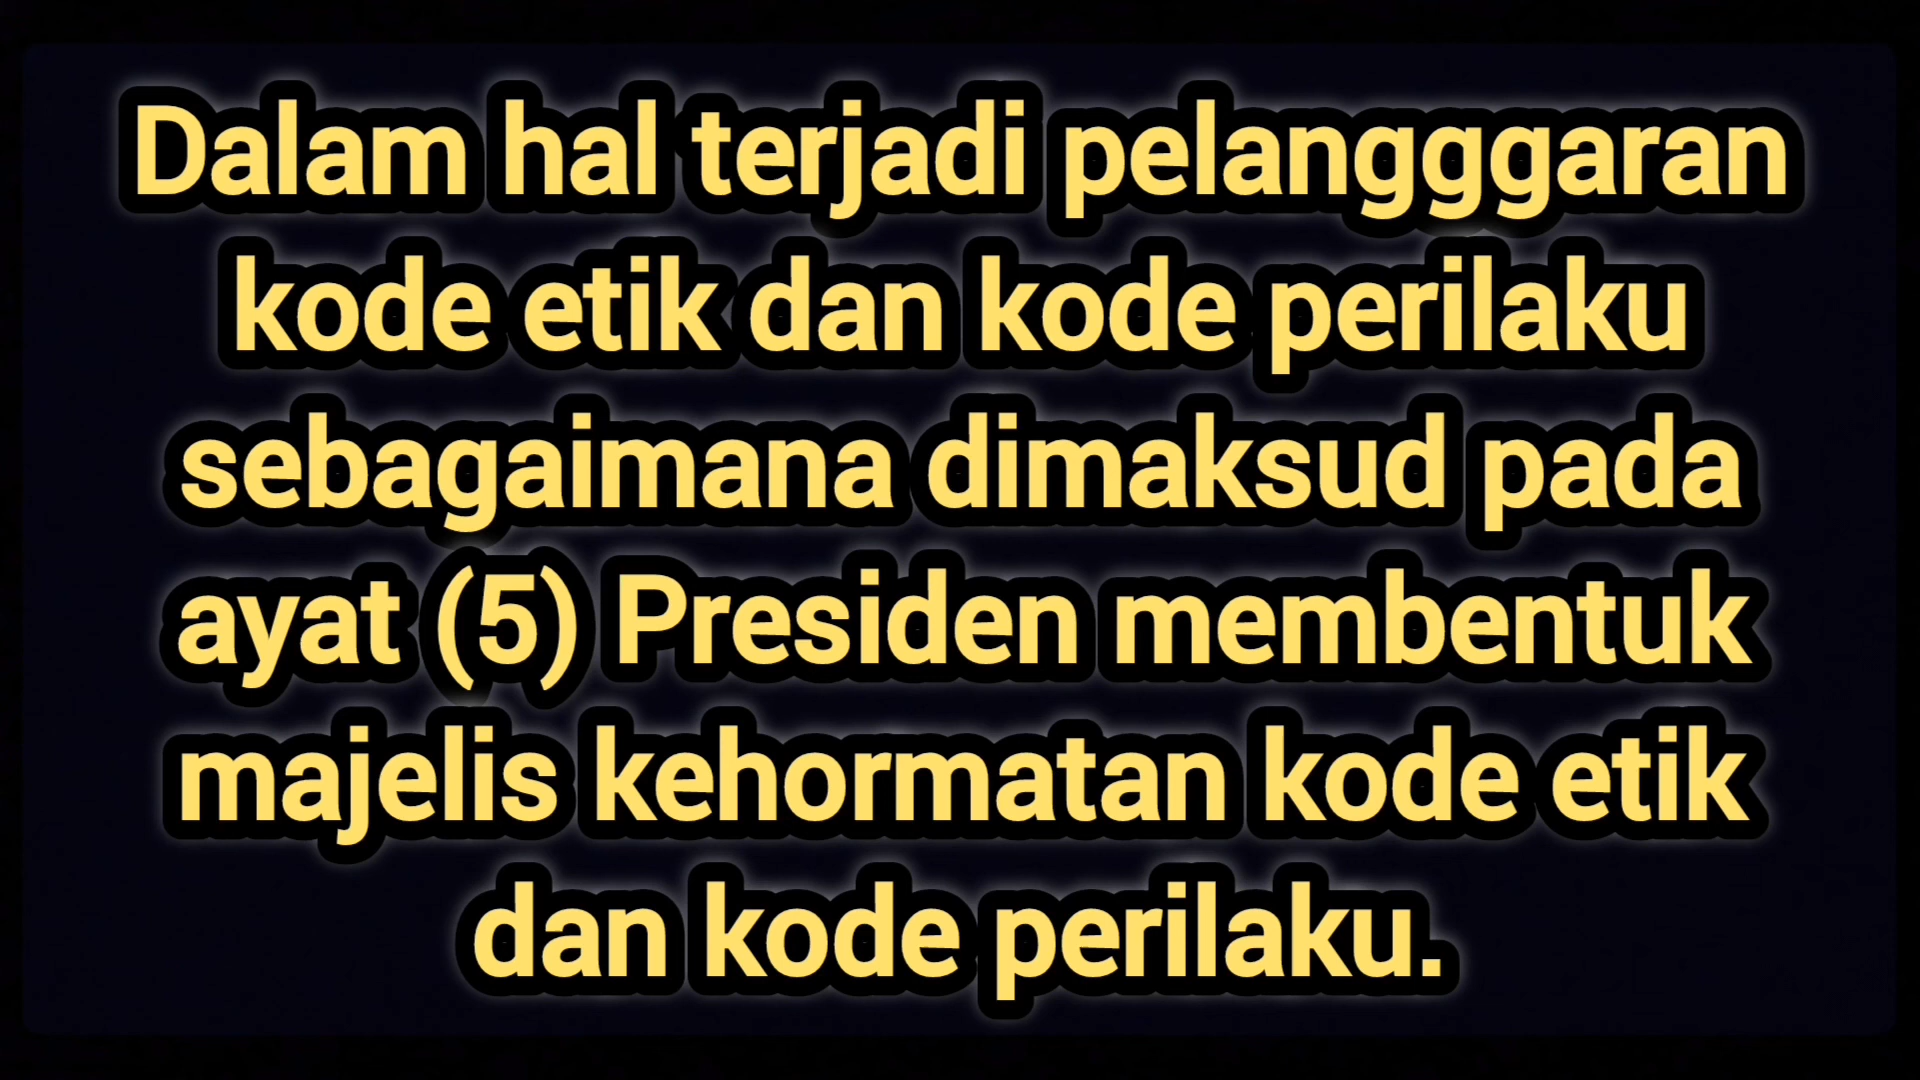 Dalam hal terjadi pelangggaran
kode etik dan kode perilaku
sebagaimana dimaksud pada
ayat (5) Presiden membentuk
majelis kehormatan kode etik
dan kode perilaku.